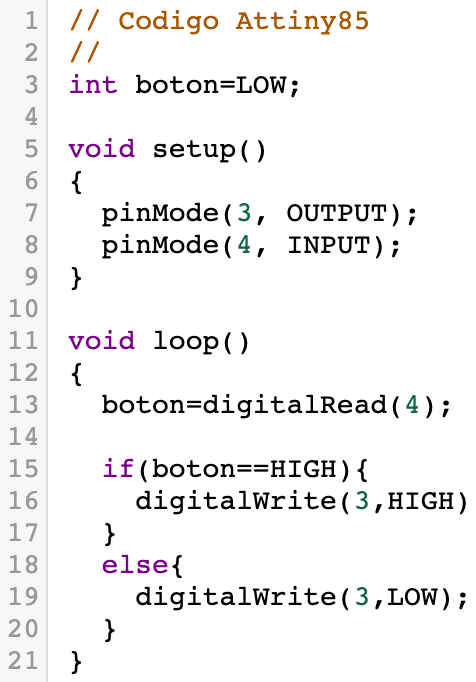 1 // Codigo Attiny85
2 //
3 int boton=LOW;
4
5 void setup()
6 {
7   pinMode(3, OUTPUT);
8   pinMode(4, INPUT);
9 }
10
11 void loop()
12 {
13   boton=digitalRead(4);
14
15   if(boton==HIGH){
16     digitalWrite(3,HIGH)
17   }
18   else{
19     digitalWrite(3,LOW);
20   }
21 }